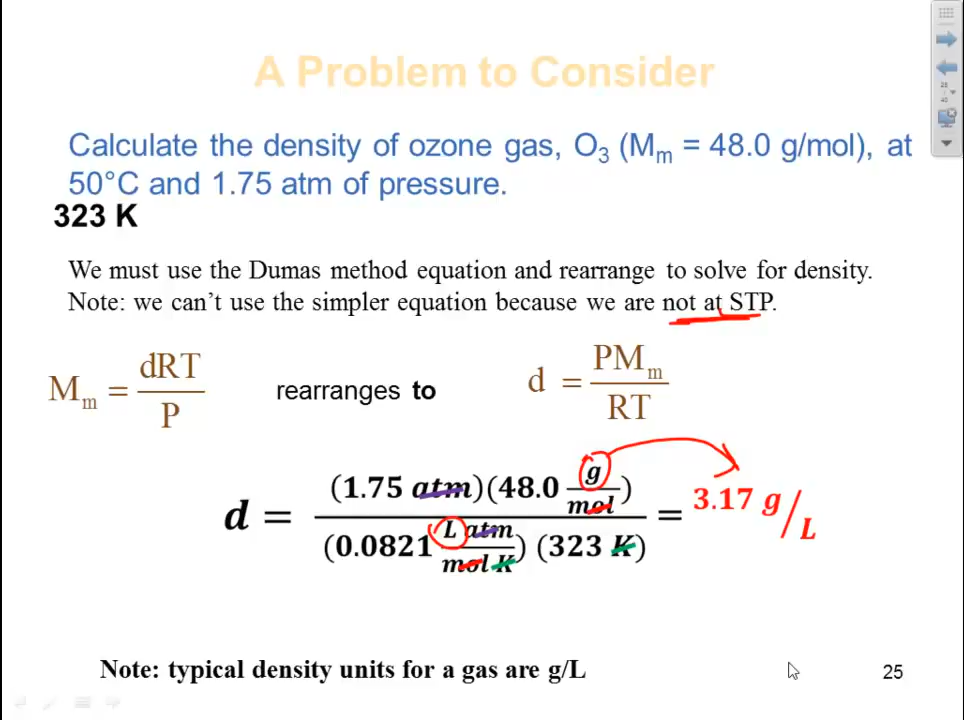 A Problem to Consider
Calculate the density of ozone gas, O₃ (Mₘ = 48.0 g/mol), at
50°C and 1.75 atm of pressure.
323 K
We must use the Dumas method equation and rearrange to solve for density.
Note: we can't use the simpler equation because we are not at STP.
Mₘ = dRT / P rearranges to d = PMₘ / RT
d = (1.75 atm)(48.0 g/mol) / (0.0821 L atm/mol K) (323 K) = 3.17 g/L
Note: typical density units for a gas are g/L
25